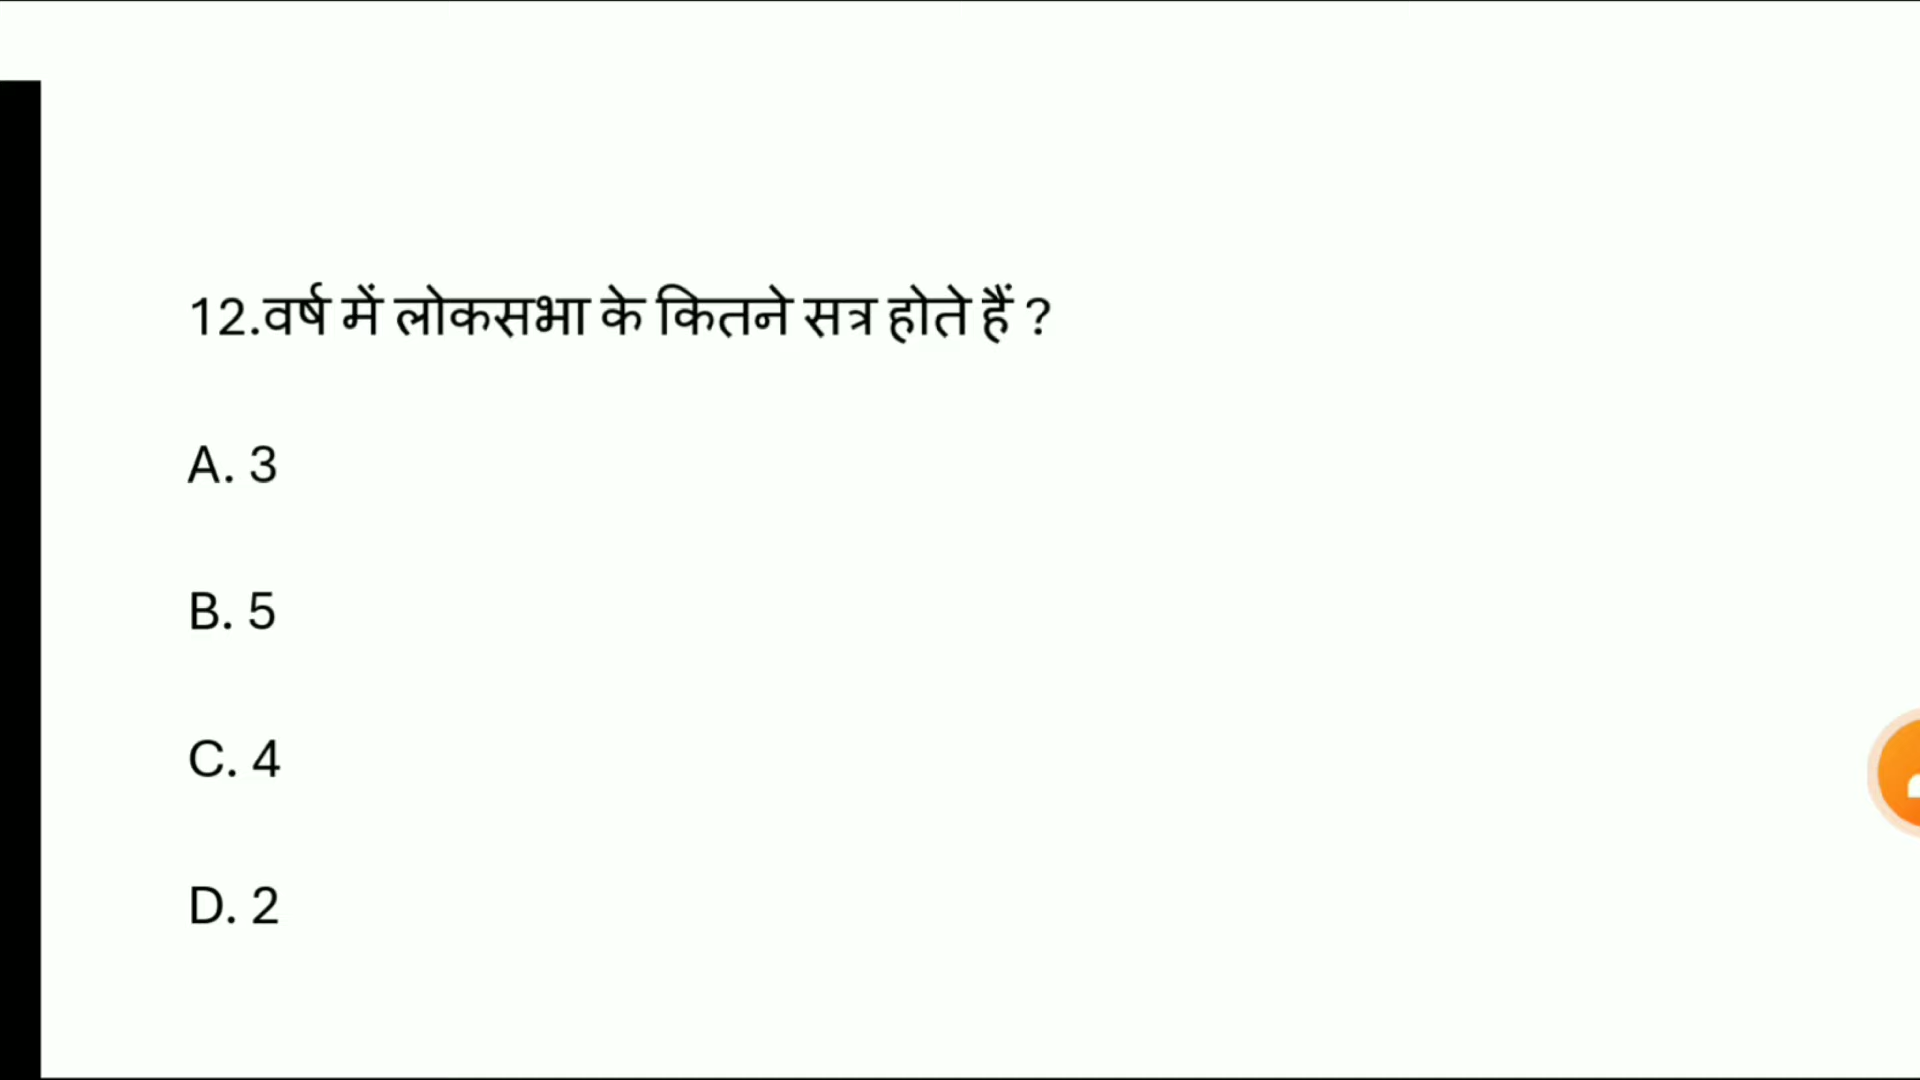 12.वर्ष में लोकसभा के कितने सत्र होते हैं ?
A. 3
B. 5
C. 4
D. 2